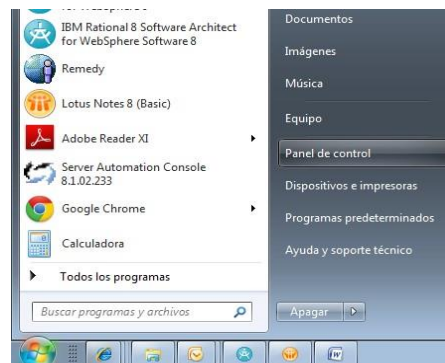 IBM Rational 8 Software Architect
for WebSphere Software 8
Remedy
Lotus Notes 8 (Basic)
Adobe Reader XI
Server Automation Console
8.1.02.233
Google Chrome
Calculadora
Todos los programas
Buscar programas y archivos
Documentos
Imágenes
Música
Equipo
Panel de control
Dispositivos e impresoras
Programas predeterminados
Ayuda y soporte técnico
Apagar